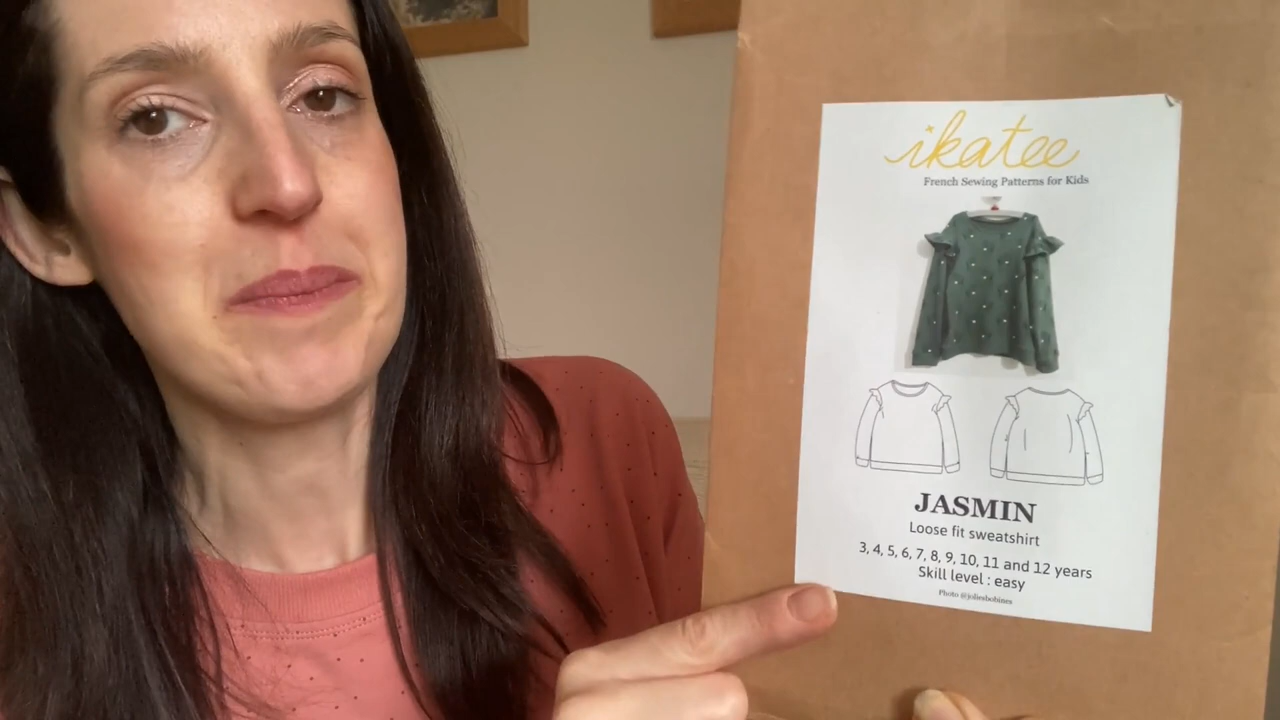 ikatee
French Sewing Patterns for Kids
JASMIN
Loose fit sweatshirt
3, 4, 5, 6, 7, 8, 9, 10, 11 and 12 years
Skill level : easy
Photo @joliesbobines